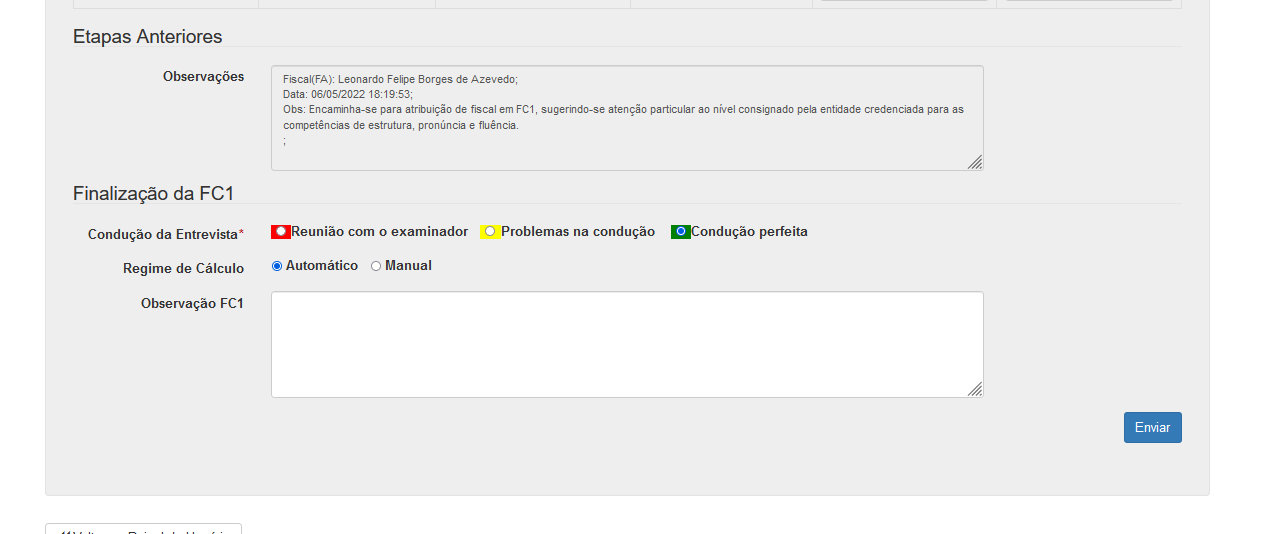 Etapas Anteriores
Observações
Fiscal(FA): Leonardo Felipe Borges de Azevedo;
Data: 06/05/2022 18:19:53;
Obs: Encaminha-se para atribuição de fiscal em FC1, sugerindo-se atenção particular ao nível consignado pela entidade credenciada para as
competências de estrutura, pronúncia e fluência.
;
Finalização da FC1
Condução da Entrevista* Reunião com o examinador Problemas na condução Condução perfeita
Regime de Cálculo Automático Manual
Observação FC1
Enviar